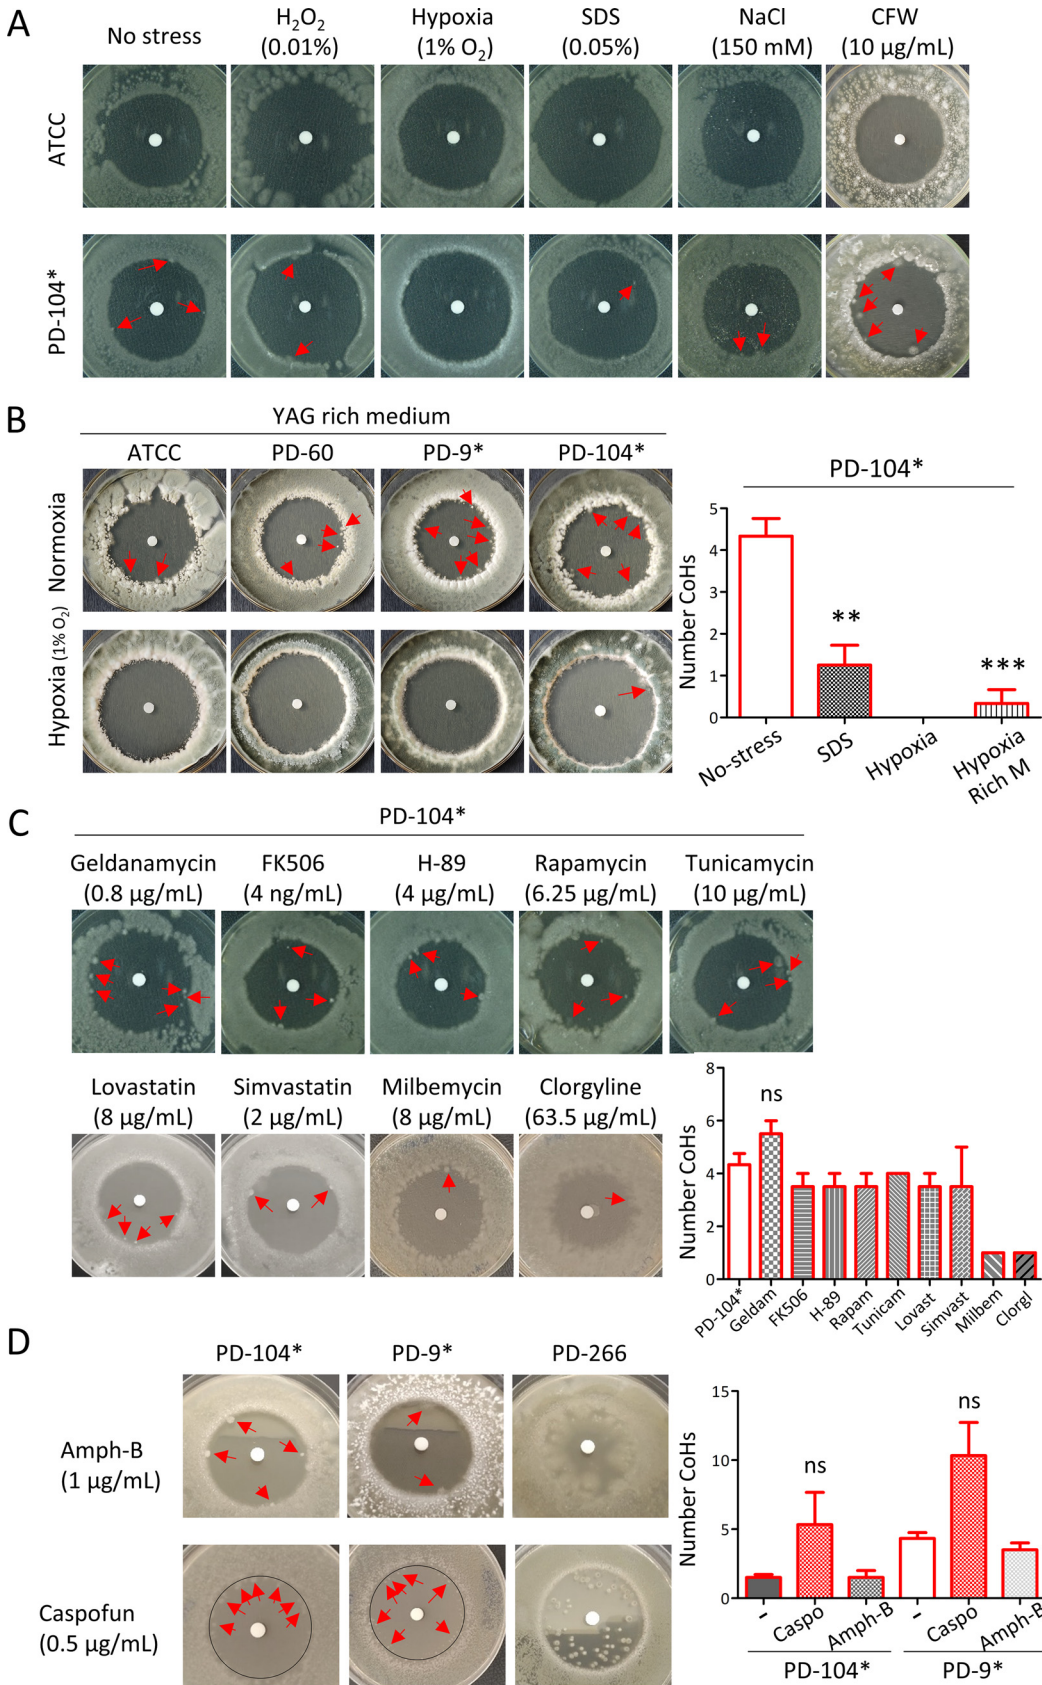 A
No stress
H₂O₂
(0.01%)
Hypoxia
(1% O₂)
SDS
(0.05%)
NaCl
(150 mM)
CFW
(10 µg/mL)
ATCC
PD-104*
B
YAG rich medium
ATCC
PD-60
PD-9*
PD-104*
Normoxia
Hypoxia (1% O₂)
PD-104*
Number CoHs
5
4
3
2
1
0
**
***
No-stress
SDS
Hypoxia
Hypoxia
Rich M
C
PD-104*
Geldanamycin
(0.8 µg/mL)
FK506
(4 ng/mL)
H-89
(4 µg/mL)
Rapamycin
(6.25 µg/mL)
Tunicamycin
(10 µg/mL)
Lovastatin
(8 µg/mL)
Simvastatin
(2 µg/mL)
Milbemycin
(8 µg/mL)
Clorgyline
(63.5 µg/mL)
Number CoHs
8
6
4
2
0
ns
PD-104*
Geldam
FK506
H-89
Rapam
Tunicam
Lovast
Simvast
Milbem
Clorgl
D
PD-104*
PD-9*
PD-266
Amph-B
(1 µg/mL)
Caspofun
(0.5 µg/mL)
Number CoHs
15
10
5
0
ns
ns
-
Caspo
Amph-B
-
Caspo
Amph-B
PD-104*
PD-9*